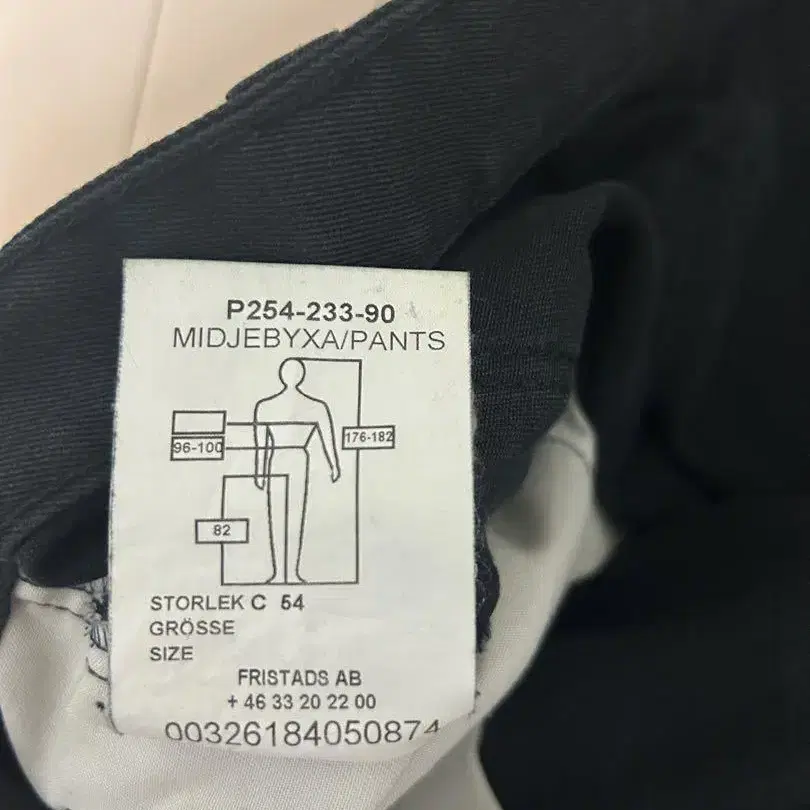 P254-233-90
MIDJEBYXA/PANTS
96-100
176-182
82
STORLEK C 54
GRÖSSE
SIZE
FRISTADS AB
+ 46 33 20 22 00
00326184050874